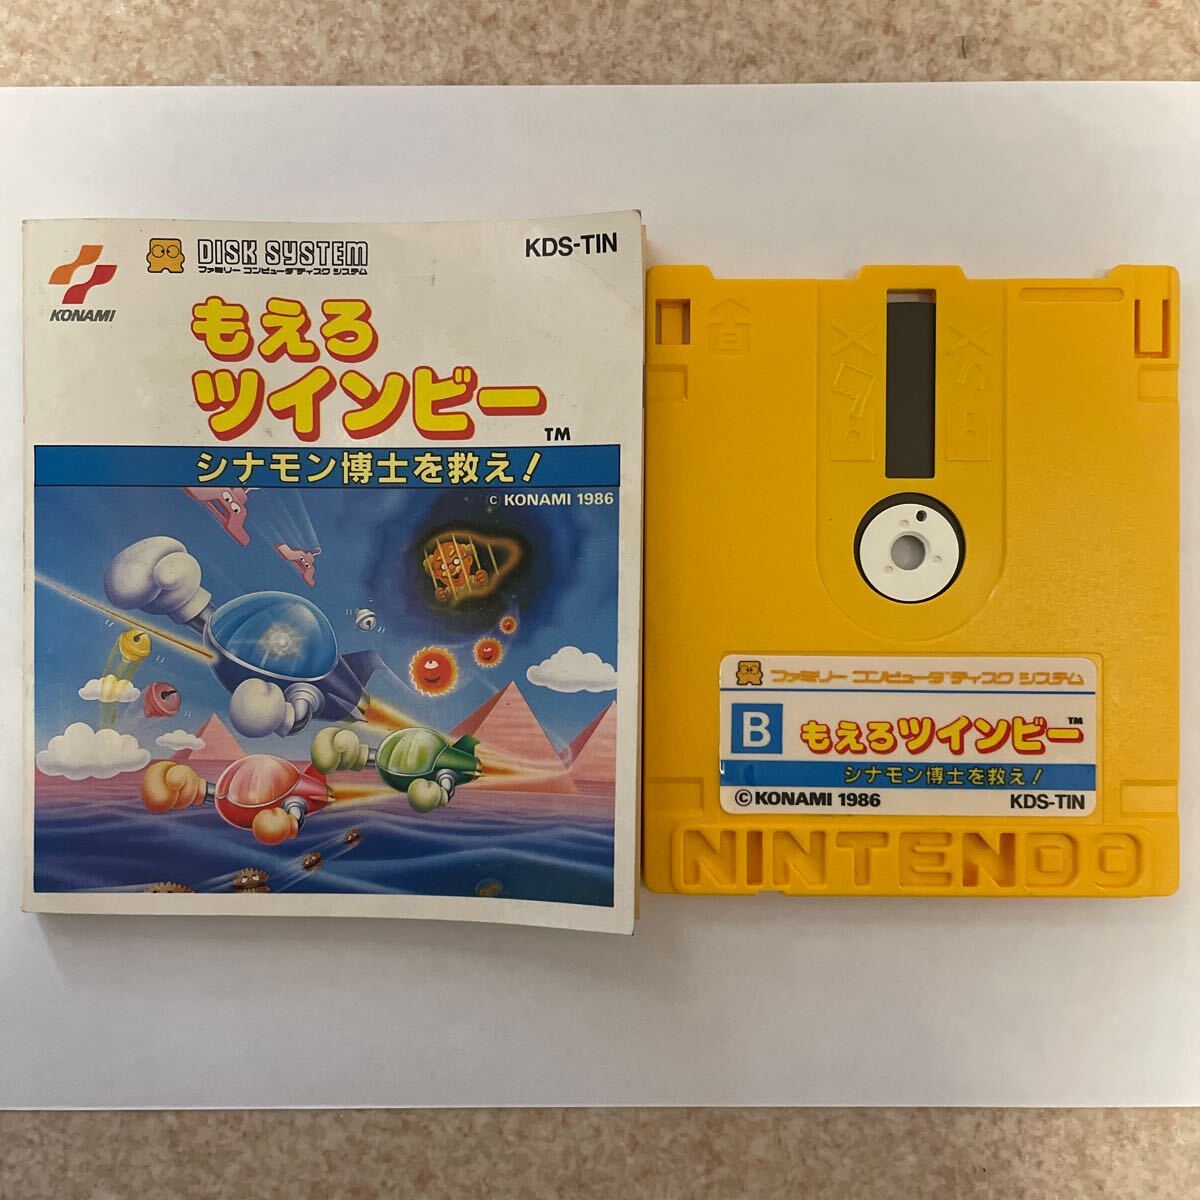 KONAMI
DISK SYSTEM
ファミリー コンピュータ ディスク システム
KDS-TIN
もえろ
ツインビー
TM
シナモン博士を救え!
© KONAMI 1986
ファミリー コンピュータ ディスク システム
B
もえろツインビー™
シナモン博士を救え!
© KONAMI 1986
KDS-TIN
NINTENDO